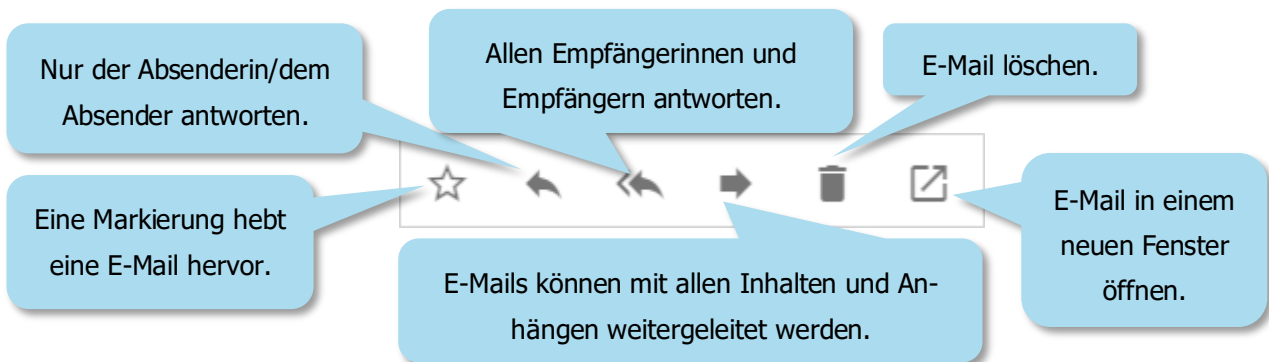 Nur der Absenderin/dem
Absender antworten.
Allen Empfängerinnen und
Empfängern antworten.
E-Mail löschen.
Eine Markierung hebt
eine E-Mail hervor.
E-Mails können mit allen Inhalten und An-
hängen weitergeleitet werden.
E-Mail in einem
neuen Fenster
öffnen.